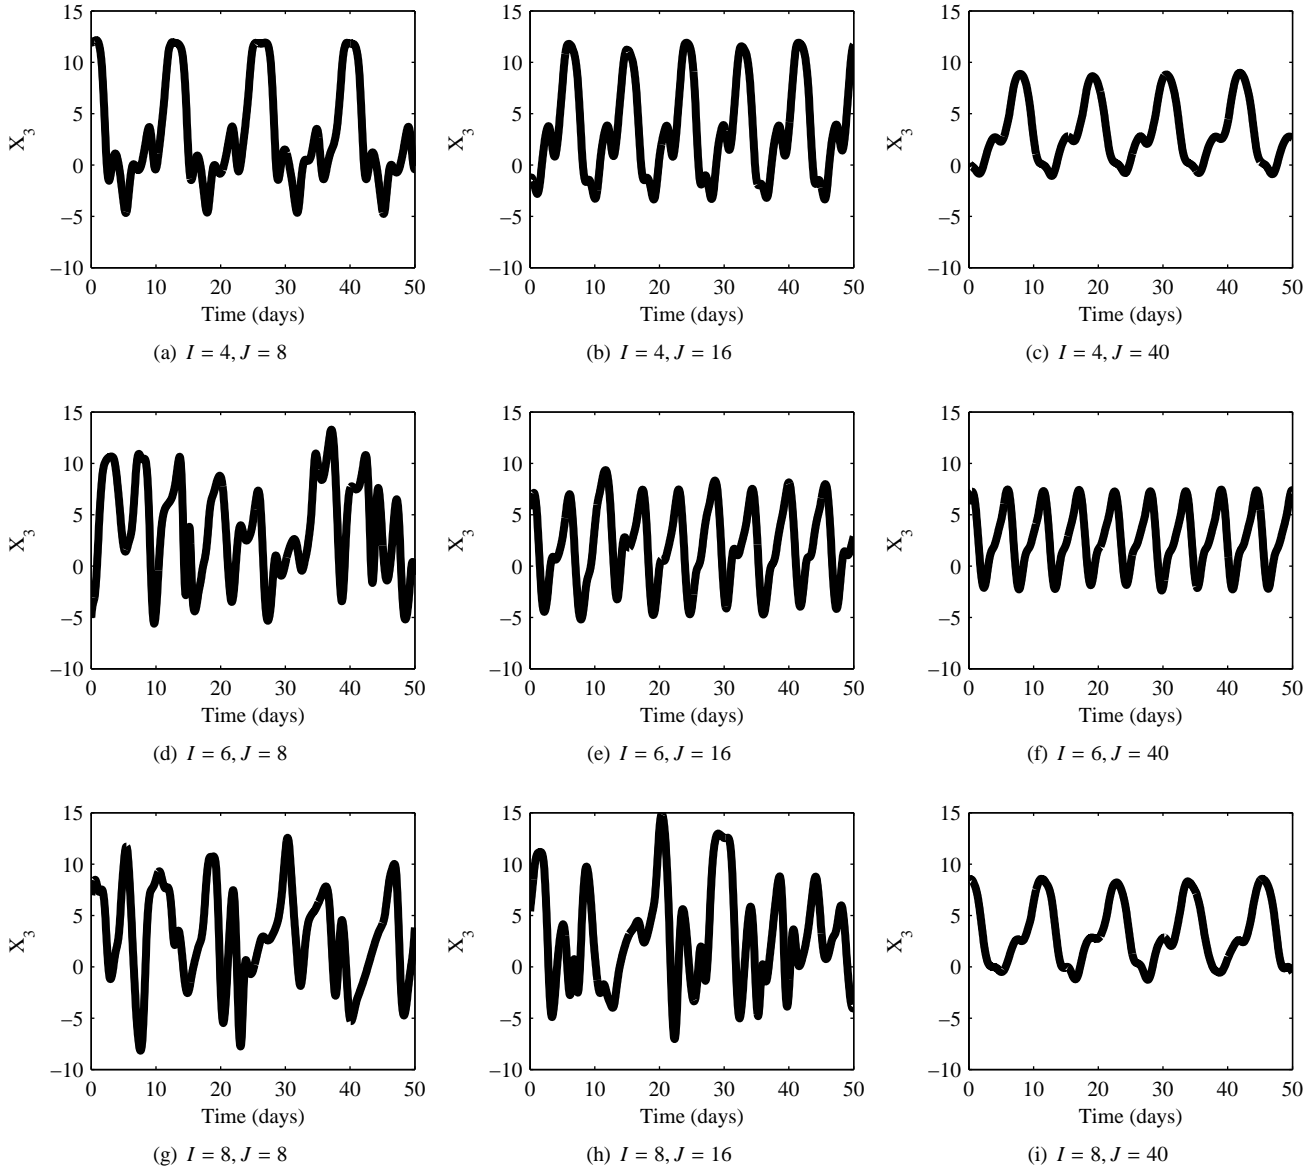 15
10
5
0
−5
−10
X3
0 10 20 30 40 50
Time (days)
(a) I = 4, J = 8
15
10
5
0
−5
−10
X3
0 10 20 30 40 50
Time (days)
(b) I = 4, J = 16
15
10
5
0
−5
−10
X3
0 10 20 30 40 50
Time (days)
(c) I = 4, J = 40
15
10
5
0
−5
−10
X3
0 10 20 30 40 50
Time (days)
(d) I = 6, J = 8
15
10
5
0
−5
−10
X3
0 10 20 30 40 50
Time (days)
(e) I = 6, J = 16
15
10
5
0
−5
−10
X3
0 10 20 30 40 50
Time (days)
(f) I = 6, J = 40
15
10
5
0
−5
−10
X3
0 10 20 30 40 50
Time (days)
(g) I = 8, J = 8
15
10
5
0
−5
−10
X3
0 10 20 30 40 50
Time (days)
(h) I = 8, J = 16
15
10
5
0
−5
−10
X3
0 10 20 30 40 50
Time (days)
(i) I = 8, J = 40